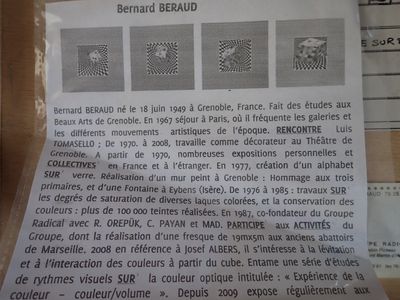 Bernard BERAUD
Bernard BERAUD né le 18 juin 1949 à Grenoble, France. Fait des études aux
Beaux Arts de Grenoble. En 1967 séjour à Paris, où il fréquente les galeries et
les différents mouvements artistiques de l'époque. RENCONTRE Luis
TOMASELLO ; De 1970. à 2008, travaille comme décorateur au Théâtre de
Grenoble. A partir de 1970, nombreuses expositions personnelles et
COLLECTIVES en France et à l'étranger. En 1977, création d'un alphabet
SUR verre. Réalisation d'un mur peint à Grenoble : Hommage aux trois
primaires, et d'une Fontaine à Eybens (Isère). De 1976 à 1985 : travaux SUR
les degrés de saturation de diverses laques colorées, et la conservation des
couleurs : plus de 100 000 teintes réalisées. En 1987, co-fondateur du Groupe
Radical avec R. OREPÜK, C. PAYAN et MAD. PARTICIPE aux ACTIVITÉS du
Groupe, dont la réalisation d'une fresque de 19mx5m aux anciens abattoirs
de Marseille. 2008 en référence à Josef ALBERS, il s'intéresse à la lévitation
et à l'interaction des couleurs à partir du cube. Entame une série d'études
de rythmes visuels SUR la couleur optique intitulée : « Expérience de la
couleur – couleur/volume ». Depuis 2009 expose régulièrement aux